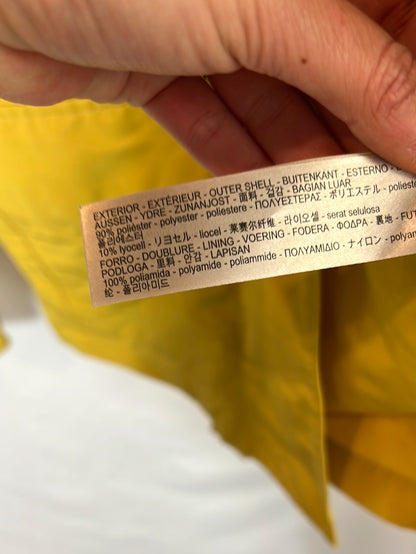 EXTERIOR - EXTÉRIEUR - OUTER SHELL - BUITENKANT - ESTERNO -
AUSSEN - YDRE - ZUNANJOST - 面料 - 겉감 - BAGIAN LUAR
90% poliéster - polyester - poliestere - ΠΟΛΥΕΣΤΕΡΑΣ - ポリエステル - poliest
폴리에스터
10% lyocell - リヨセル - liocel - 莱赛尔纤维 - 라이오셀 - serat selulosa
FORRO - DOUBLURE - LINING - VOERING - FODERA - ΦΟΔΡΑ - 裏地 - FUT
PODLOGA - 里料 - 안감 - LAPISAN
100% poliamida - polyamide - poliammide - ΠΟΛΥΑΜΙΔΙΟ - ナイロン - polyam
纶 - 폴리아미드